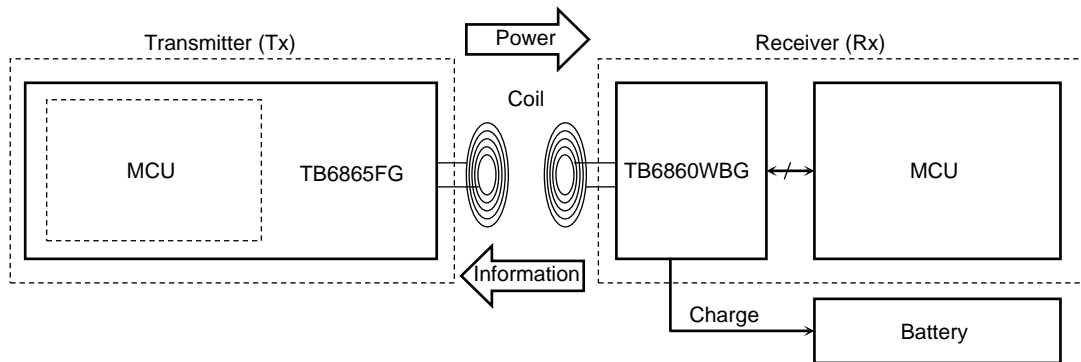 Transmitter (Tx)
Power
Receiver (Rx)
Coil
MCU
TB6865FG
TB6860WBG
MCU
Information
Charge
Battery